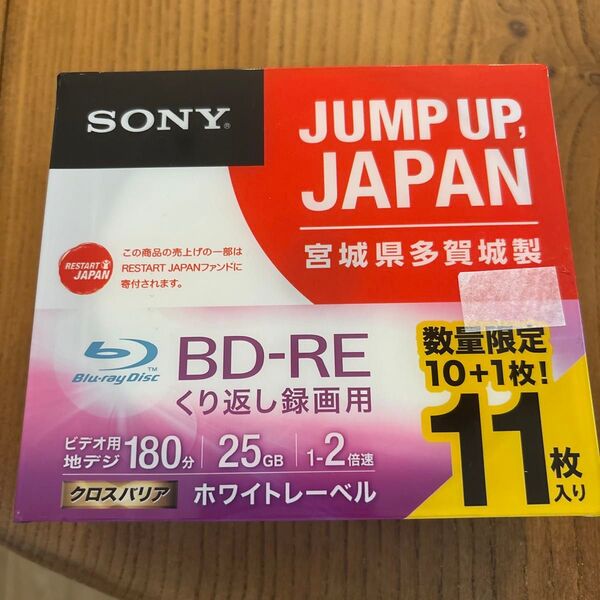 SONY®
JUMP UP,
JAPAN
宮城県多賀城製
RESTART
JAPAN
この商品の売上げの一部は
RESTART JAPANファンドに
寄付されます。
Blu-ray Disc™
BD-RE
くり返し録画用
ビデオ用
地デジ 180分 25GB 1-2倍速
クロスバリア ホワイトレーベル
数量限定
10+1枚!
11枚
入り